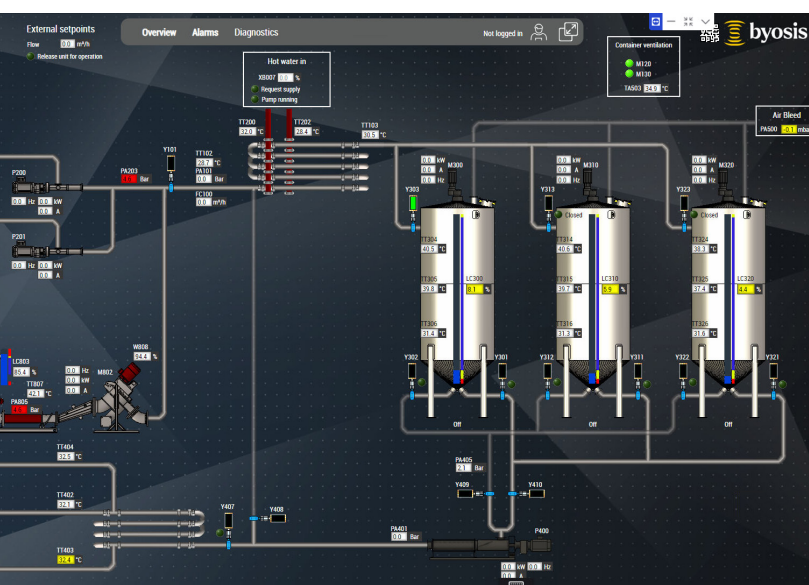 External setpoints
Flow 0.0 m³/h
Release unit for operation
Overview Alarms Diagnostics
Not logged in
byosis
Hot water in
XB007 0.0 %
Request supply
Pump running
Container ventilation
M120
M130
TA503 34.9 °C
Air Bleed
PA500 -0.1 mba
TT200
32.0 °C
TT202
28.4 °C
TT103
30.5 °C
Y101
TT102
28.7 °C
PA101
0.0 Bar
FC100
0.0 m³/h
PA203
Bar
P200
0.0 Hz 0.0 kW
0.0 A
P201
0.0 Hz 0.0 kW
0.0 A
0.0 kW
0.0 A
0.0 Hz
M300
0.0 kW
0.0 A
0.0 Hz
M310
0.0 kW
0.0 A
0.0 Hz
M320
Y303
Y313
Y323
Closed
Closed
TT304
40.5 °C
TT314
40.6 °C
TT324
38.3 °C
TT305
39.8 °C
LC300
8.1 %
TT315
39.7 °C
LC310
5.9 %
TT325
37.4 °C
LC320
4.4 %
TT306
31.4 °C
TT316
31.3 °C
TT326
31.6 °C
Y302
Y301
Y312
Y311
Y322
Y321
Off
Off
Off
W808
94.4 %
LC803
85.4 %
0.0 Hz
0.0 kW
0.0 A
M802
TT807
42.1 °C
PA805
Bar
TT404
32.9 °C
TT402
32.1 °C
TT403
32.4 °C
Y407
Y408
PA405
2.1 Bar
Y409
Y410
PA401
0.0 Bar
P400
0.0 kW 0.0 Hz
0.0 A